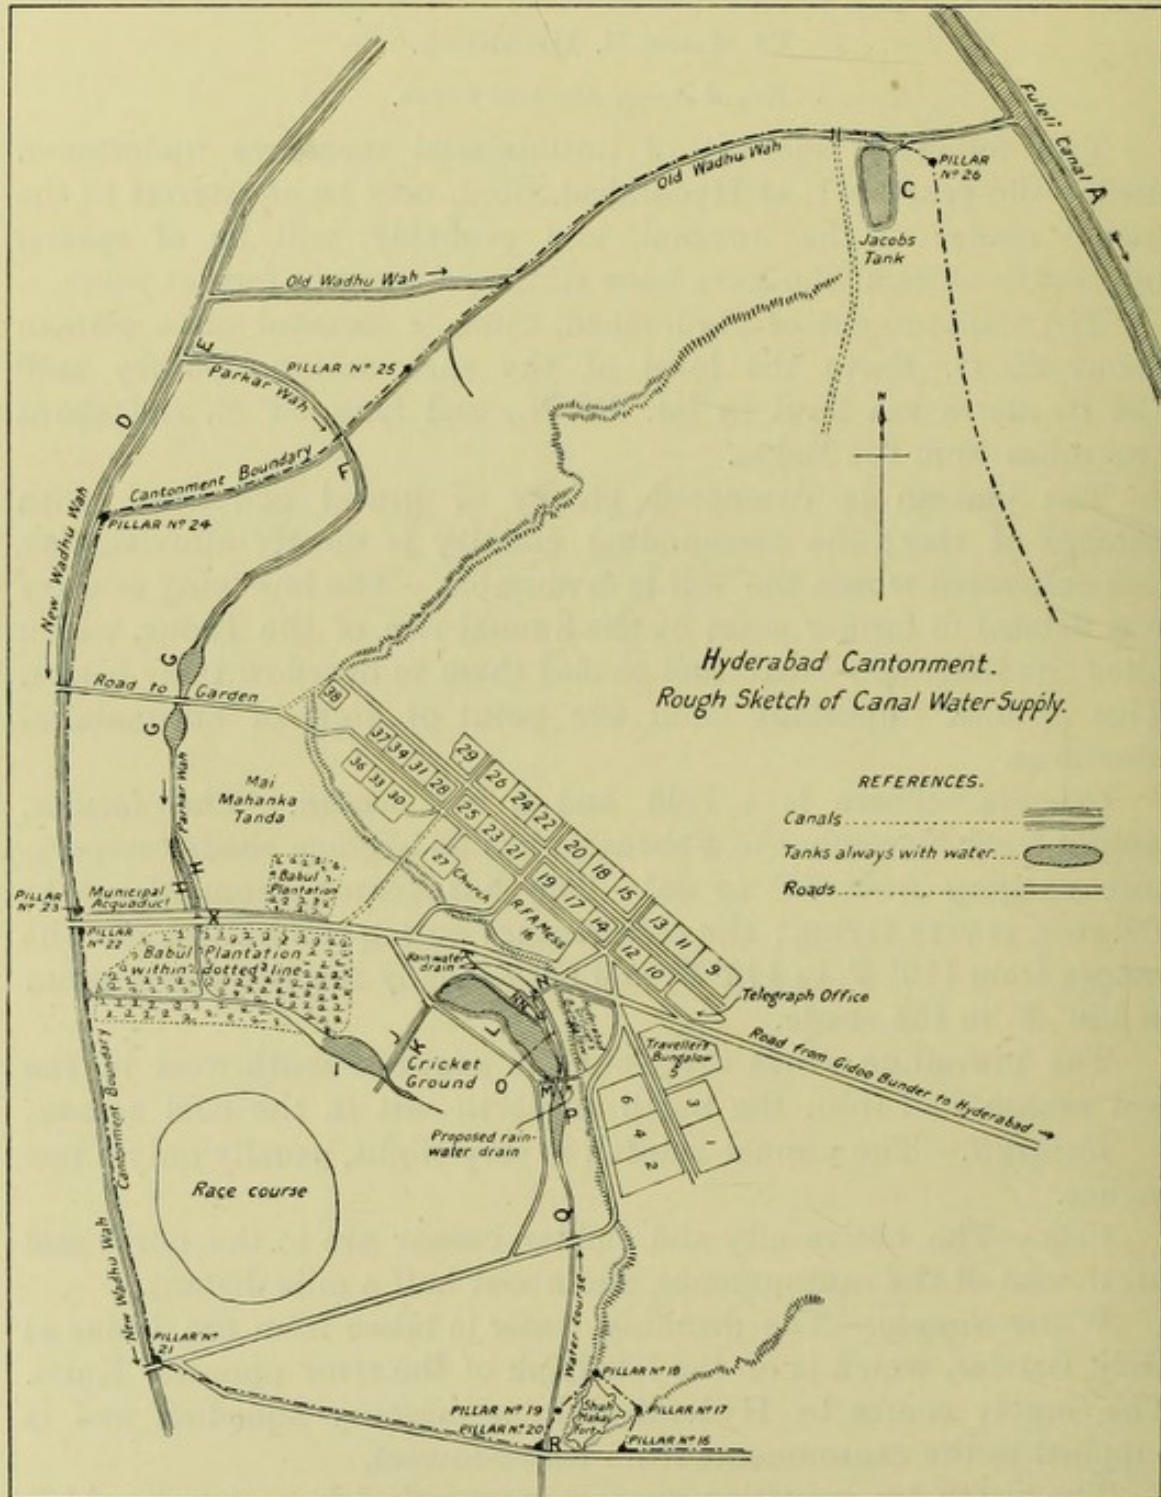 Fuleli Canal A
Old Wadhu Wah
PILLAR
Nº 26
C
Jacobs
Tank
Old Wadhu Wah
E
PILLAR Nº 25
Parkar Wah
D
F
Cantonment Boundary
PILLAR Nº 24
New Wadhu Wah
N
Hyderabad Cantonment.
Rough Sketch of Canal Water Supply.
G
Road to Garden
38
G
REFERENCES.
Canals
Tanks always with water
Roads
37 34 31 28
36 33 30
29 26 24 22
25 23 21
20 18 15
Mai
Mahanka
Tanda
Parkar Wah
27
Church
19 17 14
13 11 9
R.F.A. Mess
16
12 10
Babul
Plantation
H H
PILLAR
Nº 23
Municipal
Acquaduct
X
PILLAR
Nº 22
Babul Plantation
within dotted line
Rain water
drain
N
Telegraph Office
Travellers
Bungalow
5
Road from Gidoo Bunder to Hyderabad
J
K
L
Cricket
Ground
O
M
P
I
6 4 2
3 1
Proposed rain-
water drain
Cantonment Boundary
Race course
Q
New Wadhu Wah
PILLAR Nº
21
Water course
PILLAR Nº 18
PILLAR Nº 19
Shah
Makai
fort
PILLAR Nº 17
PILLAR Nº 20
R
PILLAR Nº 16